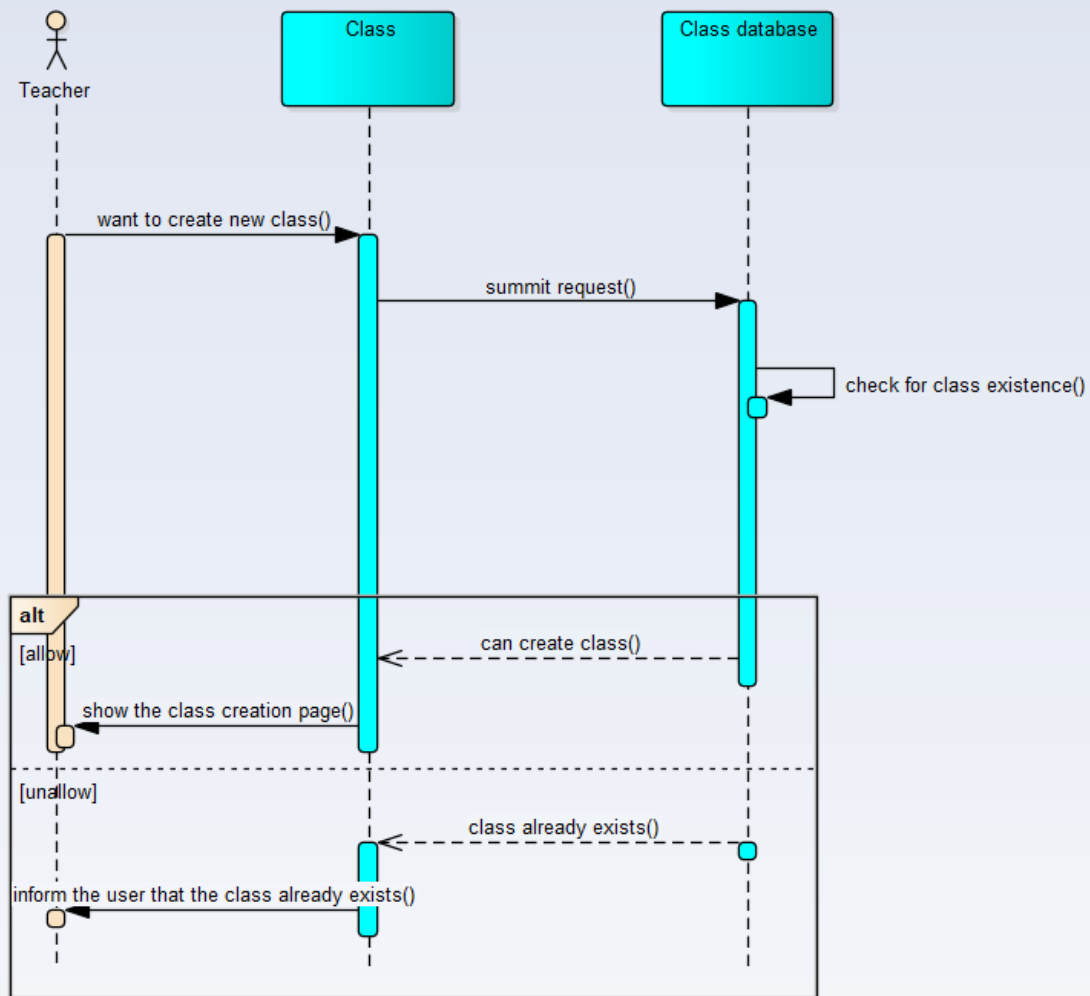 Teacher
Class
Class database
want to create new class()
summit request()
check for class existence()
alt
[allow]
can create class()
show the class creation page()
[unallow]
class already exists()
inform the user that the class already exists()